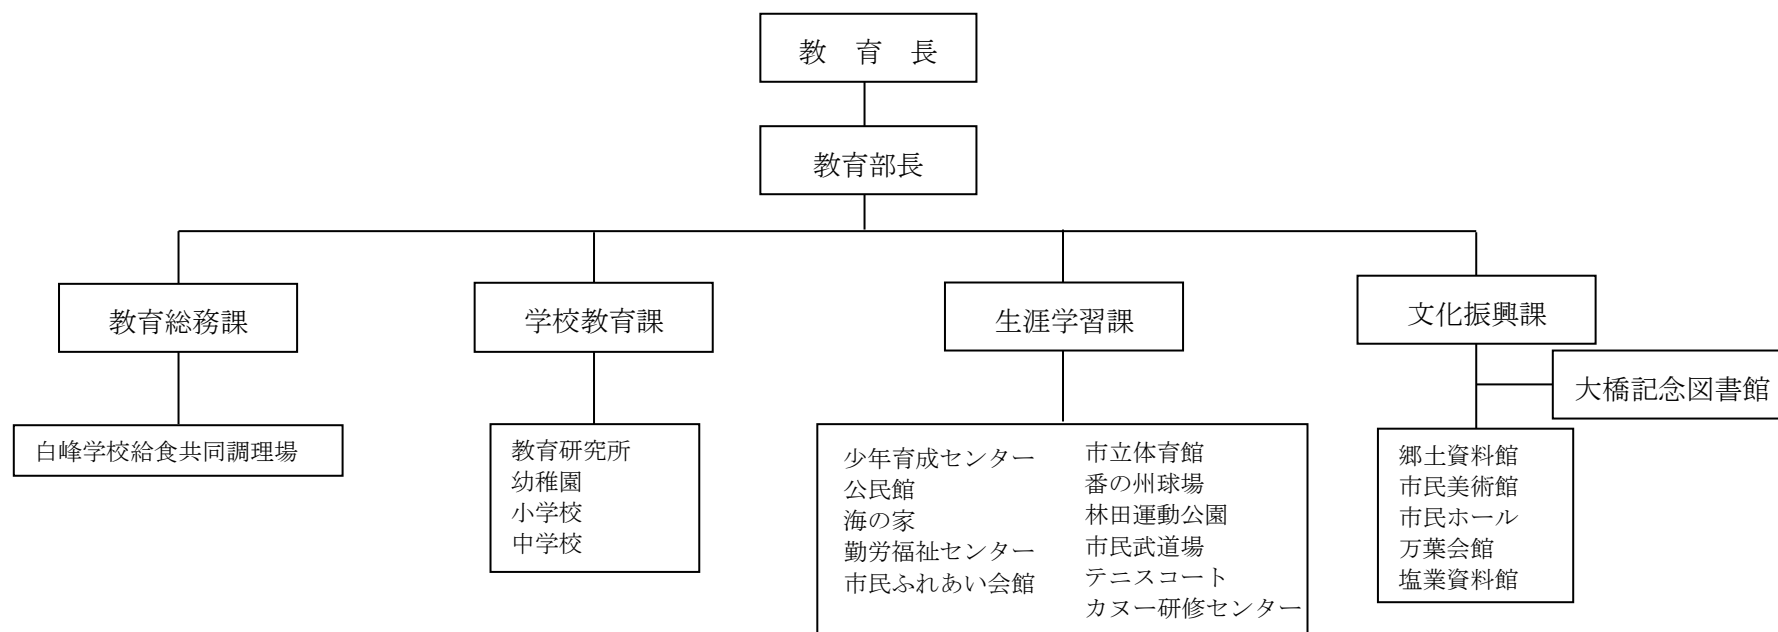 教　育　長
教育部長
教育総務課
学校教育課
生涯学習課
文化振興課
大橋記念図書館
白峰学校給食共同調理場
教育研究所
幼稚園
小学校
中学校
少年育成センター
公民館
海の家
勤労福祉センター
市民ふれあい会館
市立体育館
番の州球場
林田運動公園
市民武道場
テニスコート
カヌー研修センター
郷土資料館
市民美術館
市民ホール
万葉会館
塩業資料館